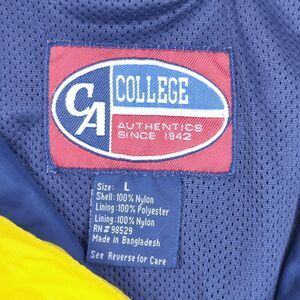 CA
COLLEGE
AUTHENTICS
SINCE 1942
Size: L
Shell: 100% Nylon
Lining: 100% Polyester
Lining: 100% Nylon
RN# 98529
Made in Bangladesh
See Reverse for Care